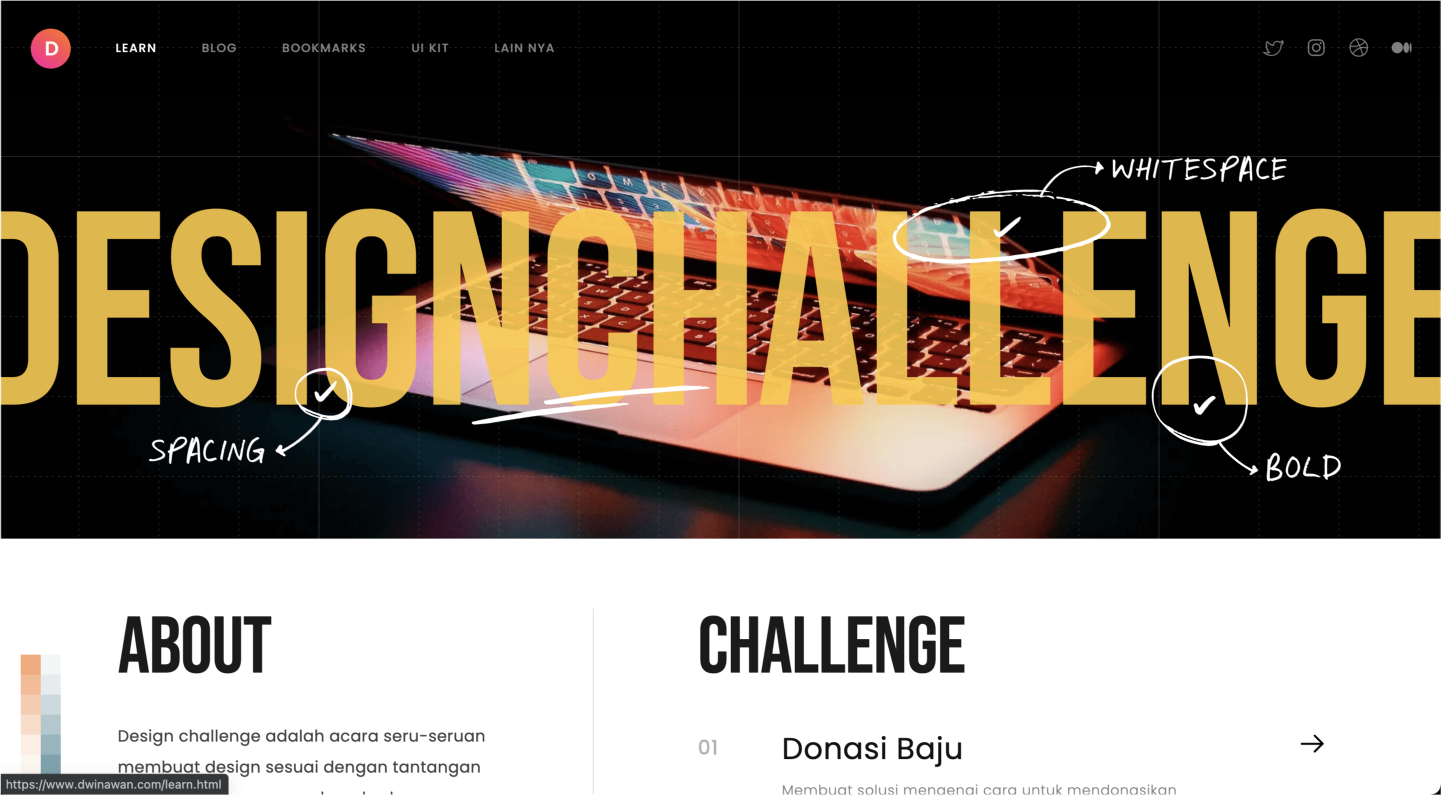 D
LEARN
BLOG
BOOKMARKS
UI KIT
LAIN NYA
WHITESPACE
DESIGNCHALLENGE
SPACING
BOLD
ABOUT
Design challenge adalah acara seru-seruan
membuat design sesuai dengan tantangan
CHALLENGE
01
Donasi Baju
Membuat solusi mengenai cara untuk mendonasikan
https://www.dwinawan.com/learn.html